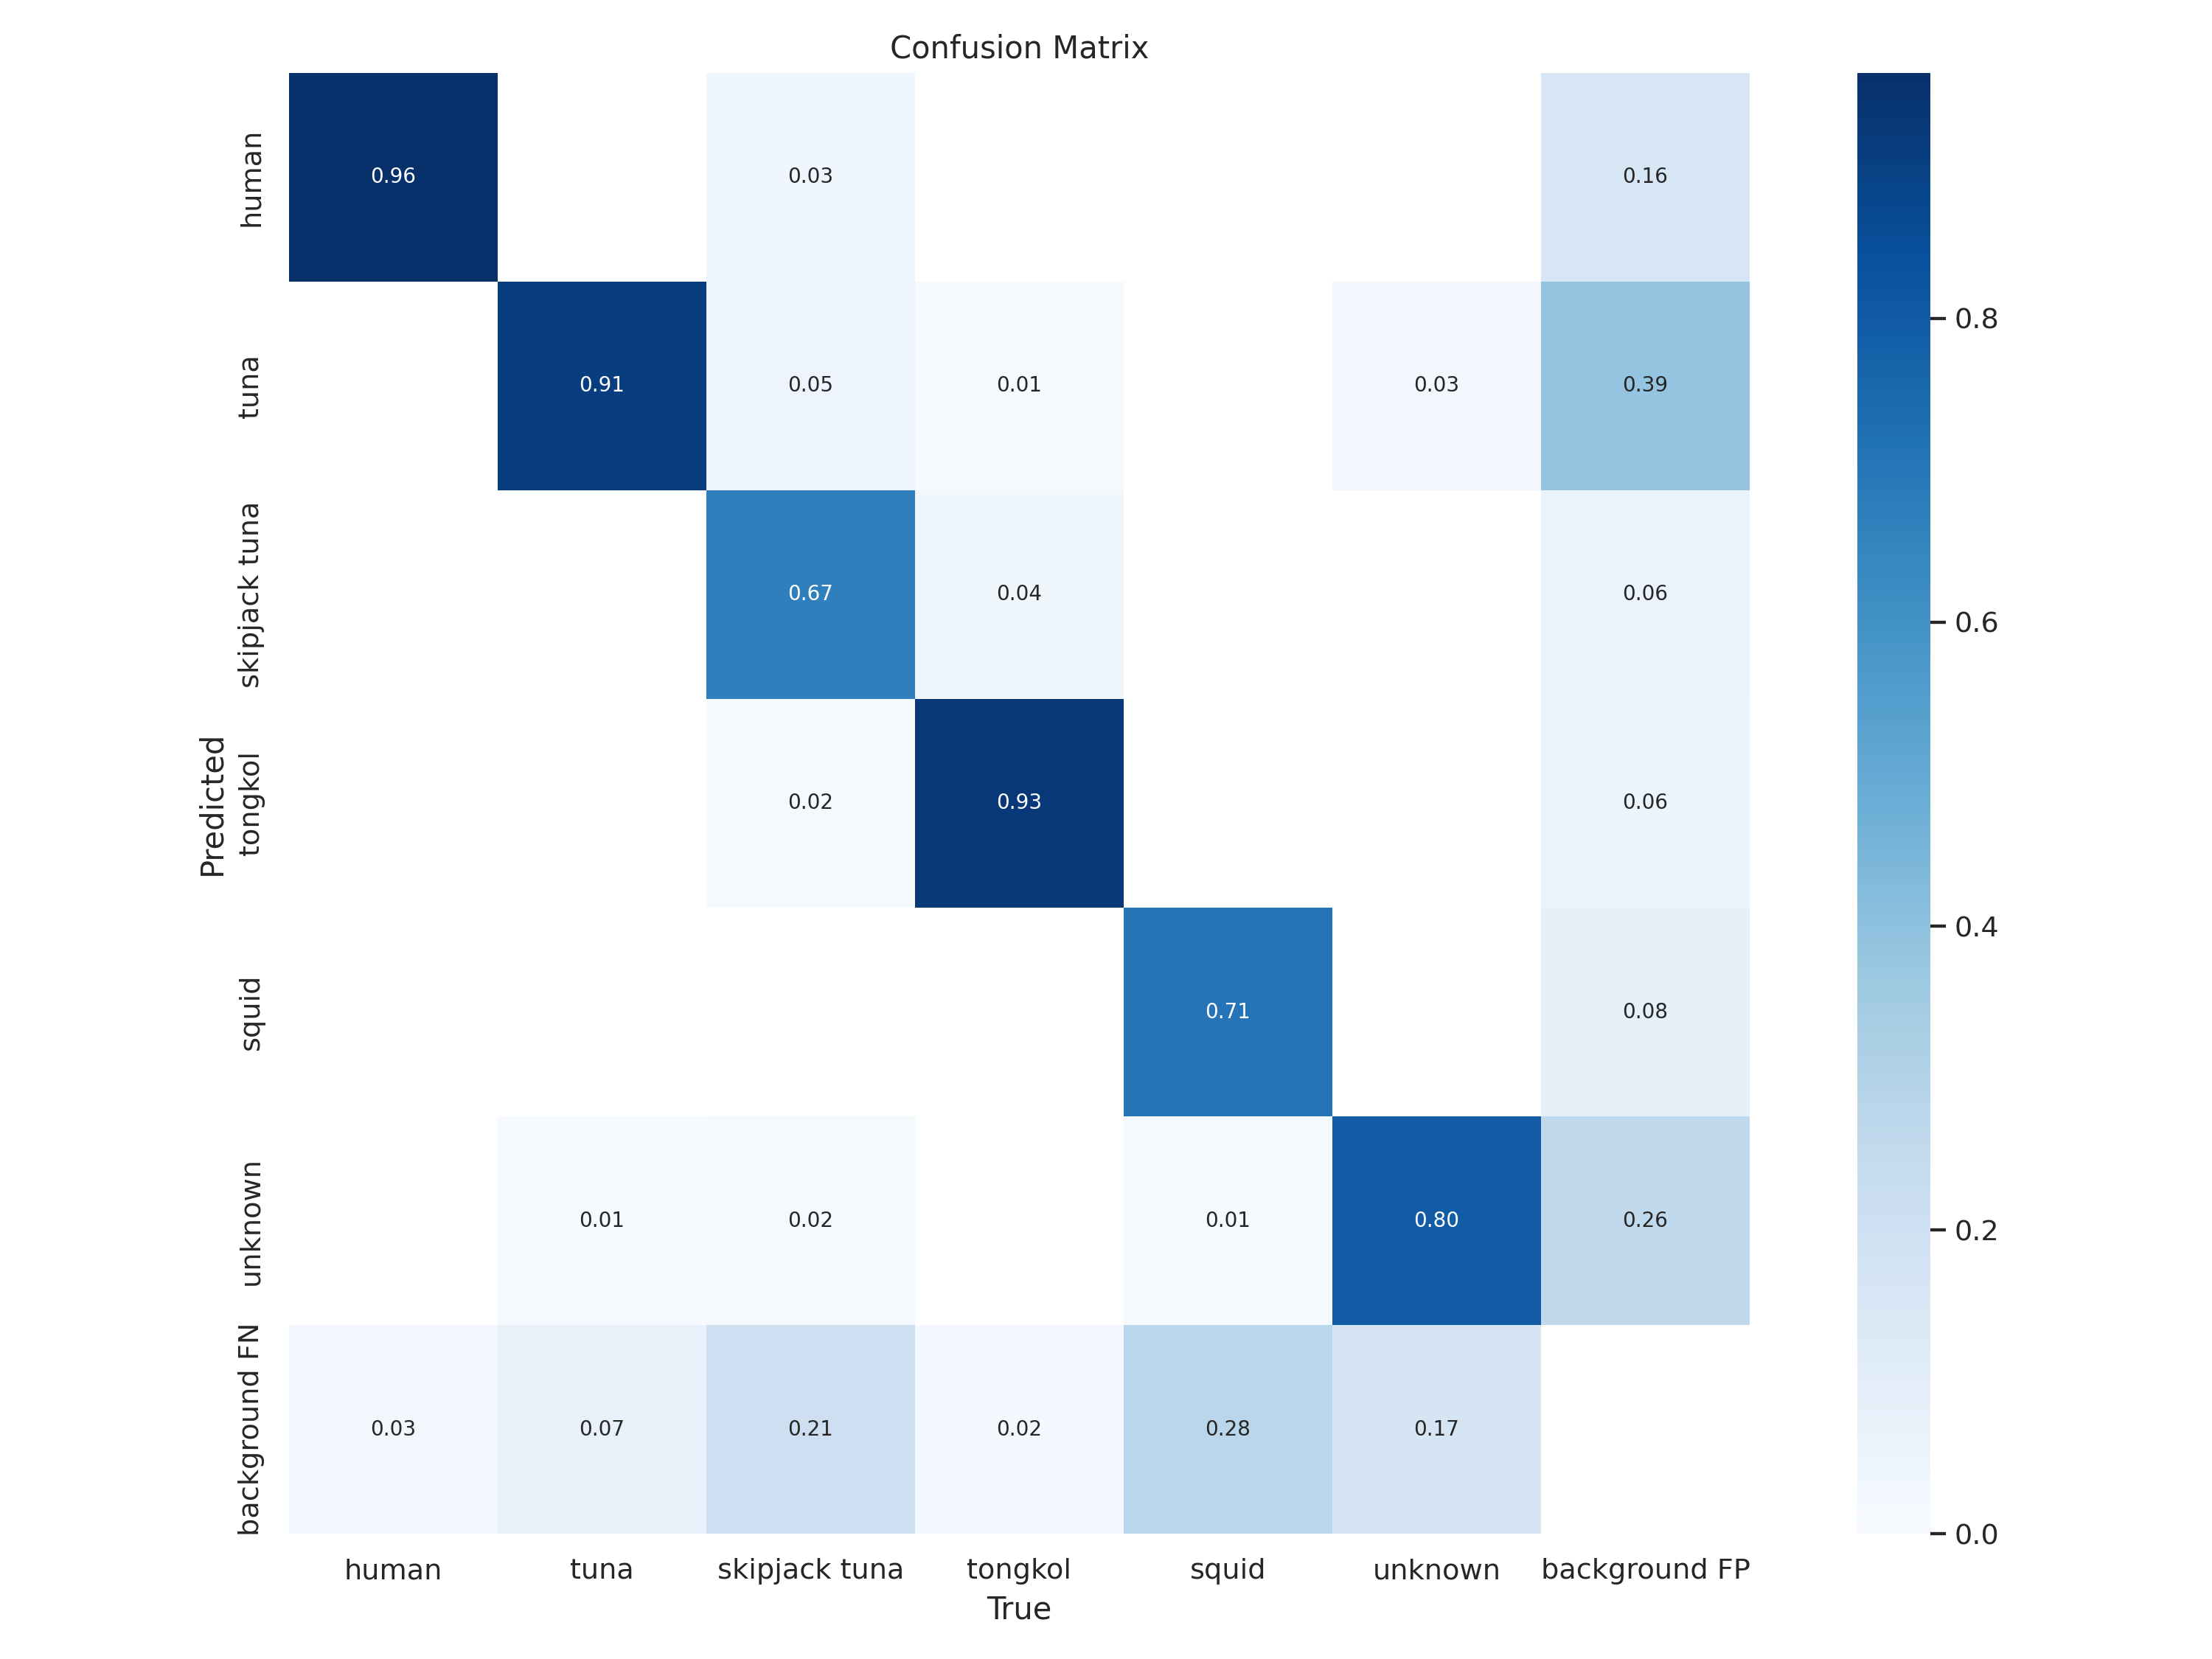 Confusion Matrix
human
0.96
0.03
0.16
tuna
0.91
0.05
0.01
0.03
0.39
0.8
skipjack tuna
0.67
0.04
0.06
0.6
Predicted
tongkol
0.02
0.93
0.06
0.4
squid
0.71
0.08
unknown
0.01
0.02
0.01
0.80
0.26
0.2
background FN
0.03
0.07
0.21
0.02
0.28
0.17
0.0
human
tuna
skipjack tuna
tongkol
squid
unknown
background FP
True